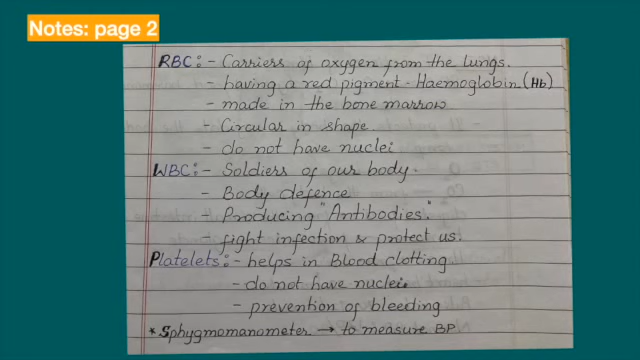 Notes: page 2
RBC:- Carriers of oxygen from the lungs.
- having a red pigment - Haemoglobin (Hb)
- made in the bone marrow
- Circular in shape
- do not have nuclei
WBC:- Soldiers of our body.
- Body defence
- Producing "Antibodies."
- fight infection & protect us.
Platelets:- helps in Blood clotting
- do not have nuclei.
- prevention of bleeding
* Sphygmomanometer → to measure BP